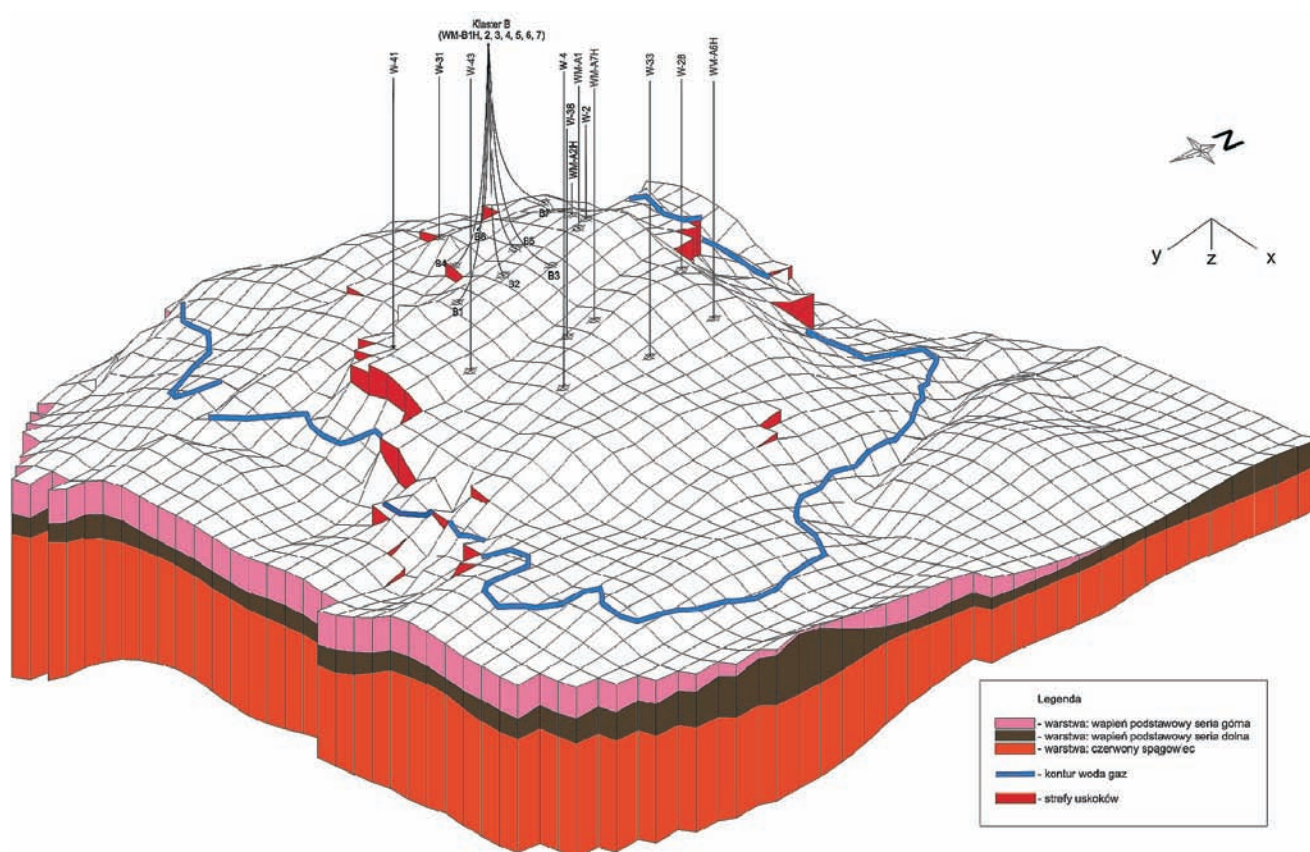 Klaster B
(WM-B1H, 2, 3, 4, 5, 6, 7)
W-41
W-31
W-43
W-4
W-38
WM-A2H
WM-A1
W-2
WM-A7H
W-33
W-28
WM-A6H
N
y z x
B7
B6
B5
B4
B3
B2
B1
Legenda
- warstwa: wapień podstawowy seria górna
- warstwa: wapień podstawowy seria dolna
- warstwa: czerwony spągowiec
- kontur woda gaz
- strefy uskoków